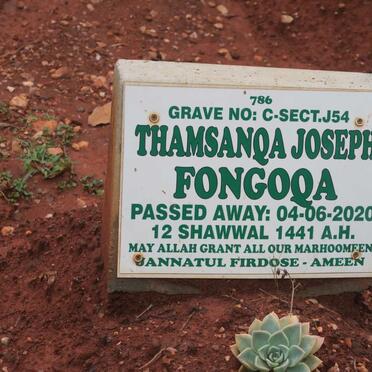 786
GRAVE NO: C-SECT.J54
THAMSANQA JOSEPH
FONGOQA
PASSED AWAY: 04-06-2020
12 SHAWWAL 1441 A.H.
MAY ALLAH GRANT ALL OUR MARHOOMEEN
JANNATUL FIRDOSE - AMEEN